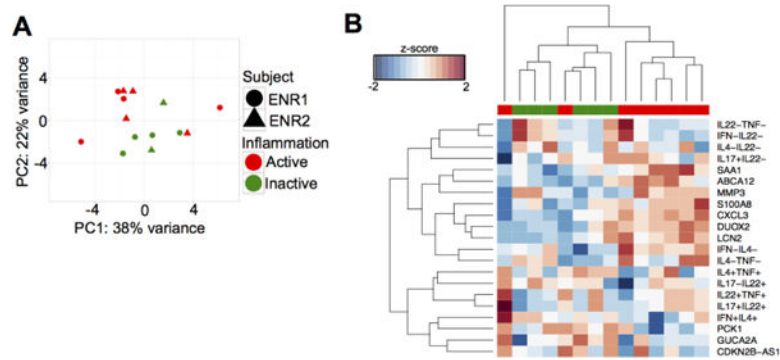 A
4
0
-4
PC2: 22% variance
-4
0
4
PC1: 38% variance
Subject
ENR1
ENR2
Inflammation
Active
Inactive
B
z-score
-2
2
IL22-TNF-
IFN-IL22-
IL4-IL22-
IL17+IL22-
SAA1
ABCA12
MMP3
S100A8
CXCL3
DUOX2
LCN2
IFN-IL4-
IL4-TNF-
IL4+TNF+
IL17-IL22+
IL22+TNF+
IL17+IL22+
IFN+IL4+
PCK1
GUCA2A
CDKN2B-AS1